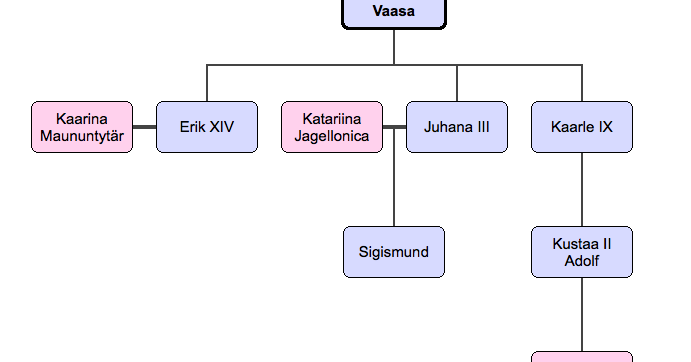 Vaasa
Kaarina
Maununtytär
Erik XIV
Katariina
Jagellonica
Juhana III
Kaarle IX
Sigismund
Kustaa II
Adolf